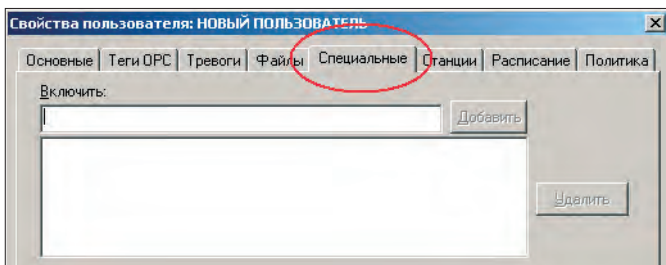 Свойства пользователя: НОВЫЙ ПОЛЬЗОВАТЕЛЬ
Основные Теги OPC Тревоги Файлы Специальные Станции Расписание Политика
Включить:
Добавить
Удалить